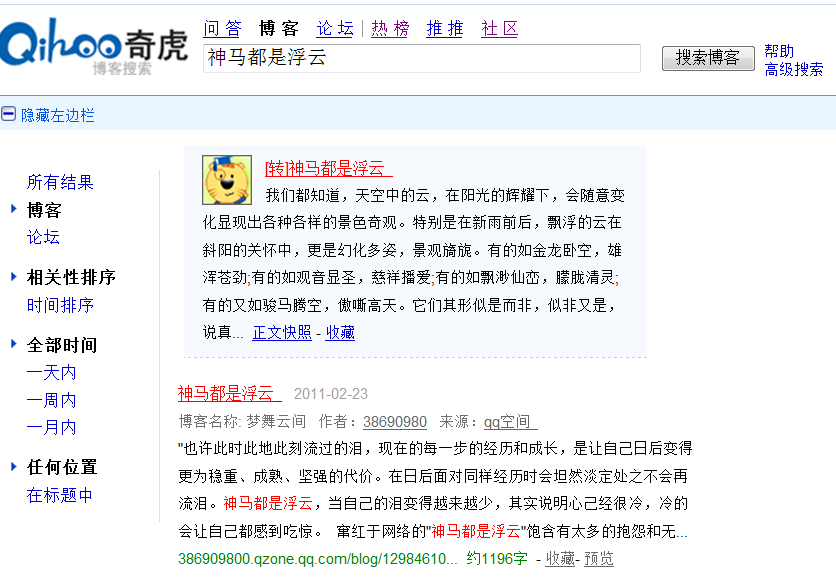 Qihoo奇虎
博客搜索
问答 博客 论坛 | 热榜 推推 社区
神马都是浮云
搜索博客
帮助
高级搜索
隐藏左边栏
所有结果
博客
论坛
相关性排序
时间排序
全部时间
一天内
一周内
一月内
任何位置
在标题中
[转]神马都是浮云
我们都知道，天空中的云，在阳光的辉耀下，会随意变
化显现出各种各样的景色奇观。特别是在新雨前后，飘浮的云在
斜阳的关怀中，更是幻化多姿，景观旖旎。有的如金龙卧空，雄
浑苍劲;有的如观音显圣，慈祥播爱;有的如飘渺仙峦，朦胧清灵;
有的又如骏马腾空，傲嘶高天。它们其形似是而非，似非又是，
说真... 正文快照 - 收藏
神马都是浮云 2011-02-23
博客名称: 梦舞云间 作者：38690980 来源：qq空间
"也许此时此地此刻流过的泪，现在的每一步的经历和成长，是让自己日后变得
更为稳重、成熟、坚强的代价。在日后面对同样经历时会坦然淡定处之不会再
流泪。神马都是浮云，当自己的泪变得越来越少，其实说明心己经很冷，冷的
会让自己都感到吃惊。 窜红于网络的"神马都是浮云"饱含有太多的抱怨和无...
386909800.qzone.qq.com/blog/12984610... 约1196字 - 收藏- 预览